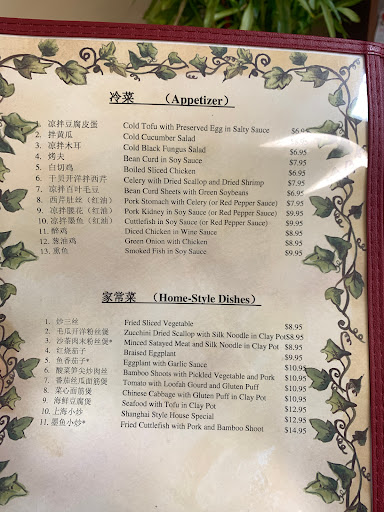 冷菜 (Appetizer)
1. 凉拌豆腐皮蛋 Cold Tofu with Preserved Egg in Salty Sauce $6.95
2. 拌黄瓜 Cold Cucumber Salad $6.95
3. 凉拌木耳 Cold Black Fungus Salad $7.95
4. 烤夫 Bean Curd in Soy Sauce $7.95
5. 白切鸡 Boiled Sliced Chicken $6.95
6. 干贝开洋拌西芹 Celery with Dried Scallop and Dried Shrimp $7.95
7. 凉拌百叶毛豆 Bean Curd Sheets with Green Soybeans $7.95
8. 西芹肚丝（红油） Pork Stomach with Celery (or Red Pepper Sauce) $9.95
9. 凉拌腰花（红油） Pork Kidney in Soy Sauce (or Red Pepper Sauce) $9.95
10. 凉拌墨鱼（红油） Cuttlefish in Soy Sauce (or Red Pepper Sauce) $9.95
11. 醉鸡 Diced Chicken in Wine Sauce $8.95
12. 葱油鸡 Green Onion with Chicken $8.95
13. 熏鱼 Smoked Fish in Soy Sauce $9.95
家常菜 (Home-Style Dishes)
1. 炒三丝 Fried Sliced Vegetable $8.95
2. 毛瓜开洋粉丝煲 Zucchini Dried Scallop with Silk Noodle in Clay Pot $8.95
3. 沙茶肉末粉丝煲* Minced Satayed Meat and Silk Noodle in Clay Pot $8.95
4. 红烧茄子 Braised Eggplant $9.95
5. 鱼香茄子* Eggplant with Garlic Sauce $10.95
6. 酸菜笋尖炒肉丝 Bamboo Shoots with Pickled Vegetable and Pork $10.95
7. 番茄丝瓜面筋煲 Tomato with Loofah Gourd and Gluten Puff $10.95
8. 菜心面筋煲 Chinese Cabbage with Gluten Puff in Clay Pot $10.95
9. 海鲜豆腐煲 Seafood with Tofu in Clay Pot $12.95
10. 上海小炒 Shanghai Style House Special $12.95
11. 墨鱼小炒* Fried Cuttlefish with Pork and Bamboo Shoot $14.95